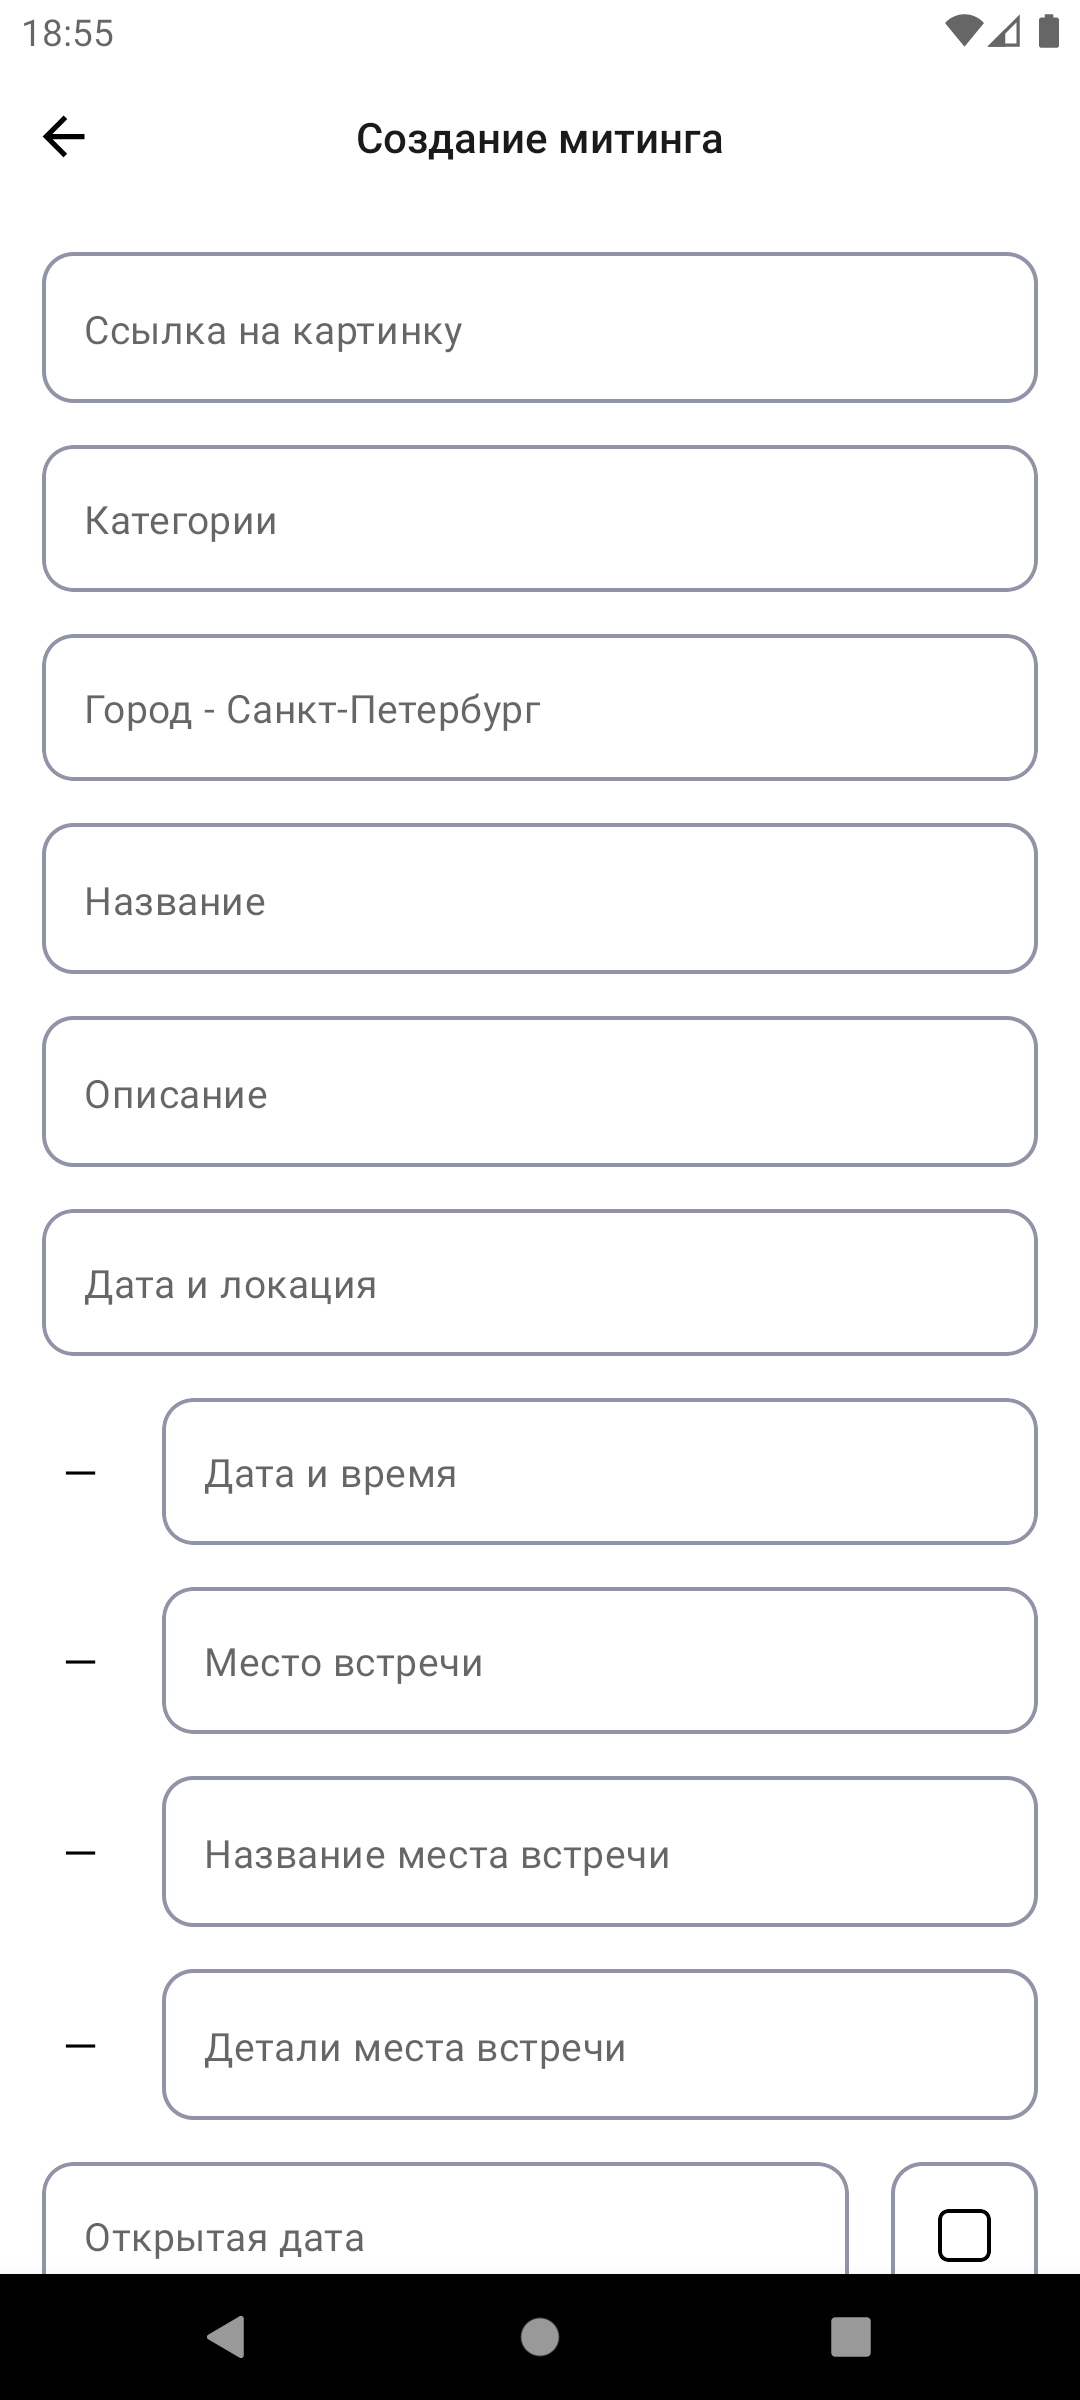 18:55
Создание митинга
Ссылка на картинку
Категории
Город - Санкт-Петербург
Название
Описание
Дата и локация
Дата и время
Место встречи
Название места встречи
Детали места встречи
Открытая дата